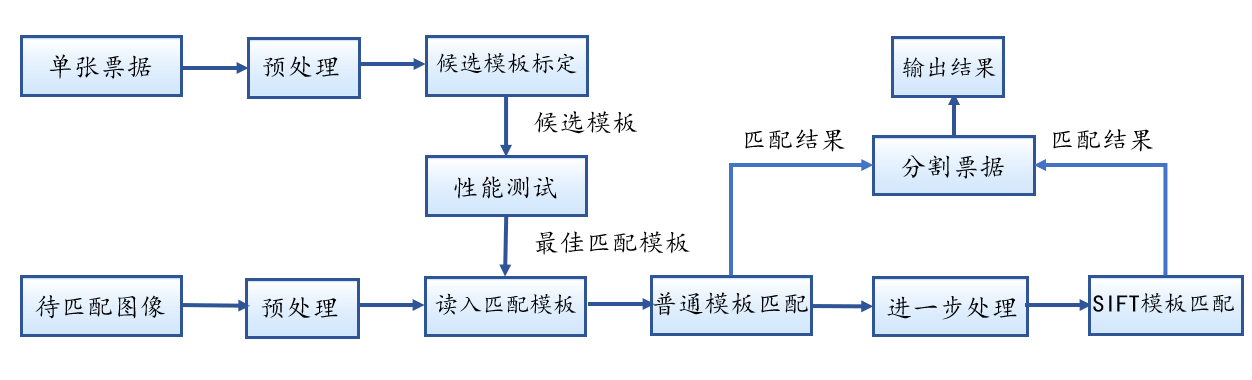 单张票据
预处理
候选模板标定
输出结果
候选模板
匹配结果
匹配结果
分割票据
性能测试
最佳匹配模板
待匹配图像
预处理
读入匹配模板
普通模板匹配
进一步处理
SIFT模板匹配